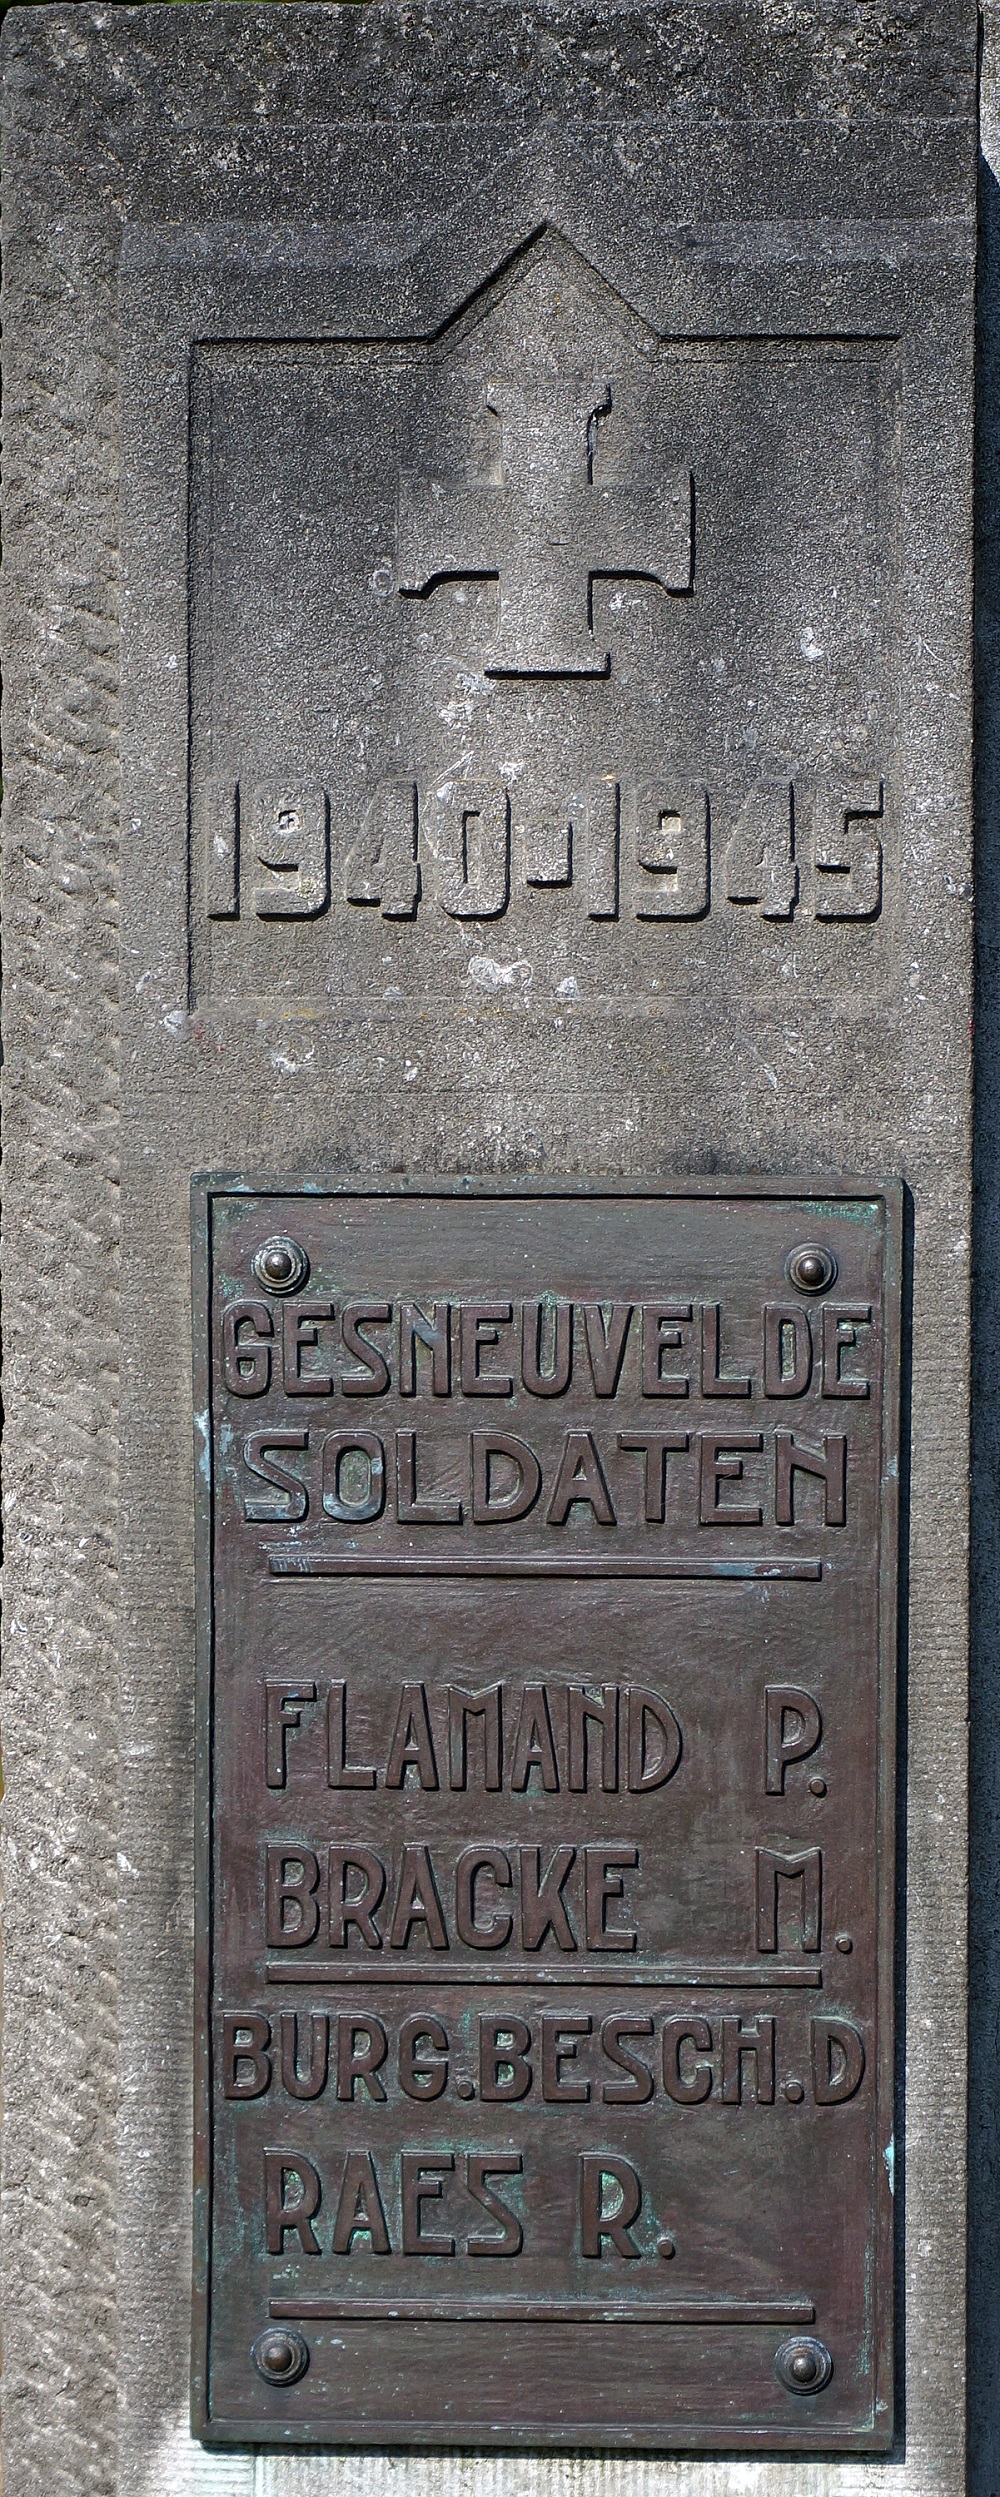 1940-1945
GESNEUVELDE
SOLDATEN
FLAMAND P.
BRACKE M.
BURG.BESCH.D
RAES R.